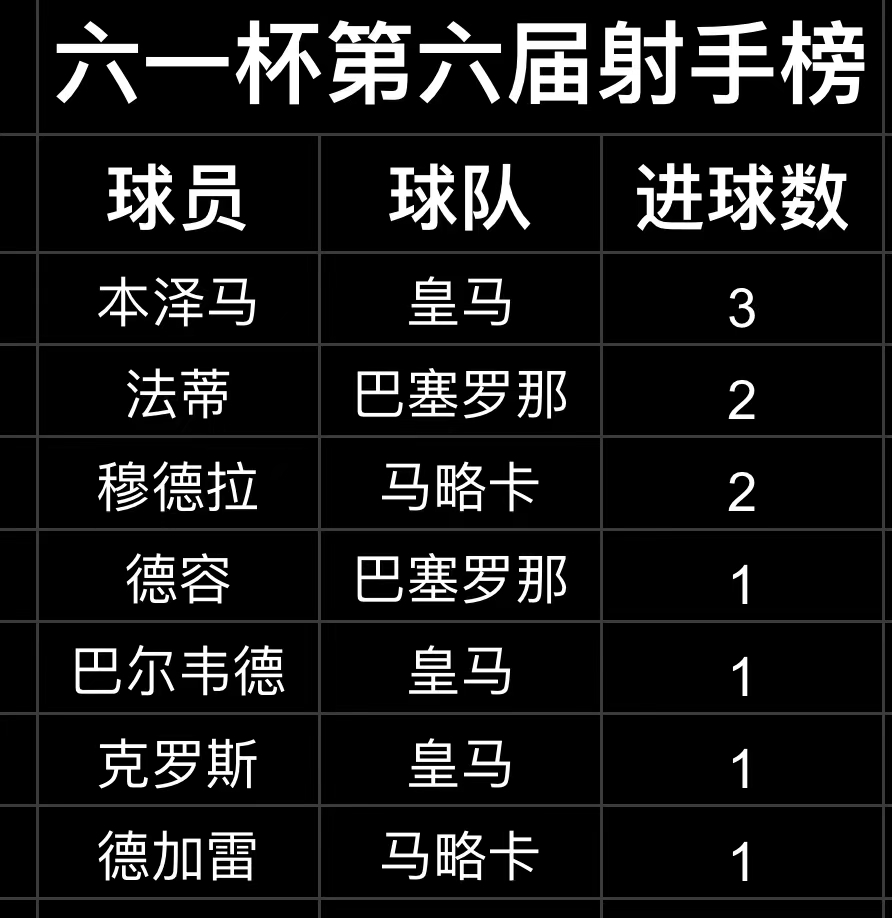 六一杯第六届射手榜
球员 球队 进球数
本泽马 皇马 3
法蒂 巴塞罗那 2
穆德拉 马略卡 2
德容 巴塞罗那 1
巴尔韦德 皇马 1
克罗斯 皇马 1
德加雷 马略卡 1